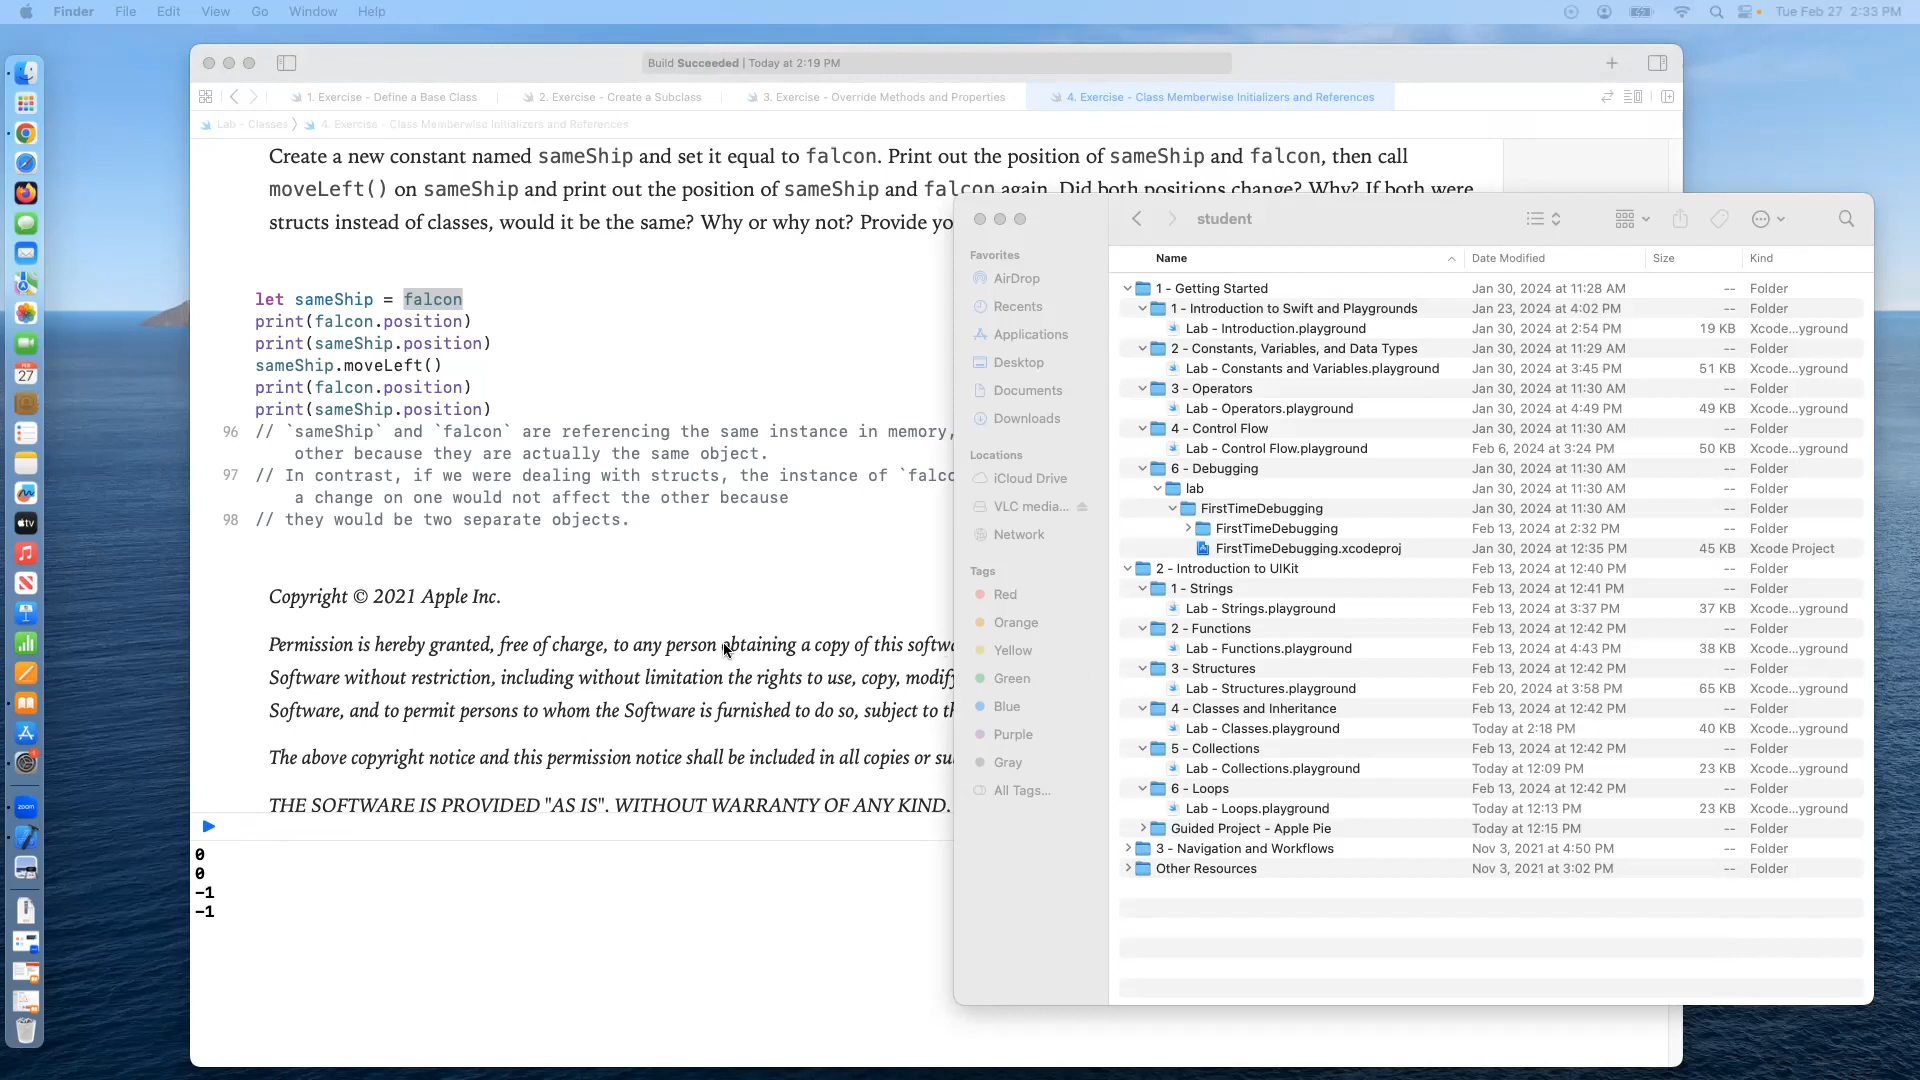 Finder File Edit View Go Window Help
Tue Feb 27 2:33 PM
Build Succeeded | Today at 2:19 PM
1. Exercise - Define a Base Class
2. Exercise - Create a Subclass
3. Exercise - Override Methods and Properties
4. Exercise - Class Memberwise Initializers and References
Lab - Classes 〉 4. Exercise - Class Memberwise Initializers and References
Create a new constant named sameShip and set it equal to falcon. Print out the position of sameShip and falcon, then call
moveLeft() on sameShip and print out the position of sameShip and falcon again. Did both positions change? Why? If both were
structs instead of classes, would it be the same? Why or why not? Provide
let sameShip = falcon
print(falcon.position)
print(sameShip.position)
sameShip.moveLeft()
print(falcon.position)
print(sameShip.position)
96 // `sameShip` and `falcon` are referencing the same instance in memory,
other because they are actually the same object.
97 // In contrast, if we were dealing with structs, the instance of
a change on one would not affect the other because
98 // they would be two separate objects.
Copyright © 2021 Apple Inc.
Permission is hereby granted, free of charge, to any person obtaining a copy of this
Software without restriction, including without limitation the rights to use, copy,
Software, and to permit persons to whom the Software is furnished to do so, subject to
The above copyright notice and this permission notice shall be included in all copies or
THE SOFTWARE IS PROVIDED "AS IS", WITHOUT WARRANTY OF ANY KIND,
0
0
-1
-1
student
Favorites
AirDrop
Recents
Applications
Desktop
Documents
Downloads
Locations
iCloud Drive
VLC media...
Network
Tags
Red
Orange
Yellow
Green
Blue
Purple
Gray
All Tags...
Name Date Modified Size Kind
1 - Getting Started Jan 30, 2024 at 11:28 AM -- Folder
1 - Introduction to Swift and Playgrounds Jan 23, 2024 at 4:02 PM -- Folder
Lab - Introduction.playground Jan 30, 2024 at 2:54 PM 19 KB Xcode...yground
2 - Constants, Variables, and Data Types Jan 30, 2024 at 11:29 AM -- Folder
Lab - Constants and Variables.playground Jan 30, 2024 at 3:45 PM 51 KB Xcode...yground
3 - Operators Jan 30, 2024 at 11:30 AM -- Folder
Lab - Operators.playground Jan 30, 2024 at 4:49 PM 49 KB Xcode...yground
4 - Control Flow Jan 30, 2024 at 11:30 AM -- Folder
Lab - Control Flow.playground Feb 6, 2024 at 3:24 PM 50 KB Xcode...yground
6 - Debugging Jan 30, 2024 at 11:30 AM -- Folder
lab Jan 30, 2024 at 11:30 AM -- Folder
FirstTimeDebugging Jan 30, 2024 at 11:30 AM -- Folder
FirstTimeDebugging Feb 13, 2024 at 2:32 PM -- Folder
FirstTimeDebugging.xcodeproj Jan 30, 2024 at 12:35 PM 45 KB Xcode Project
2 - Introduction to UIKit Feb 13, 2024 at 12:40 PM -- Folder
1 - Strings Feb 13, 2024 at 12:41 PM -- Folder
Lab - Strings.playground Feb 13, 2024 at 3:37 PM 37 KB Xcode...yground
2 - Functions Feb 13, 2024 at 12:42 PM -- Folder
Lab - Functions.playground Feb 13, 2024 at 4:43 PM 38 KB Xcode...yground
3 - Structures Feb 13, 2024 at 12:42 PM -- Folder
Lab - Structures.playground Feb 20, 2024 at 3:58 PM 65 KB Xcode...yground
4 - Classes and Inheritance Feb 13, 2024 at 12:42 PM -- Folder
Lab - Classes.playground Today at 2:18 PM 40 KB Xcode...yground
5 - Collections Feb 13, 2024 at 12:42 PM -- Folder
Lab - Collections.playground Today at 12:09 PM 23 KB Xcode...yground
6 - Loops Feb 13, 2024 at 12:42 PM -- Folder
Lab - Loops.playground Today at 12:13 PM 23 KB Xcode...yground
Guided Project - Apple Pie Today at 12:15 PM -- Folder
3 - Navigation and Workflows Nov 3, 2021 at 4:50 PM -- Folder
Other Resources Nov 3, 2021 at 3:02 PM -- Folder
27
tv
zoom